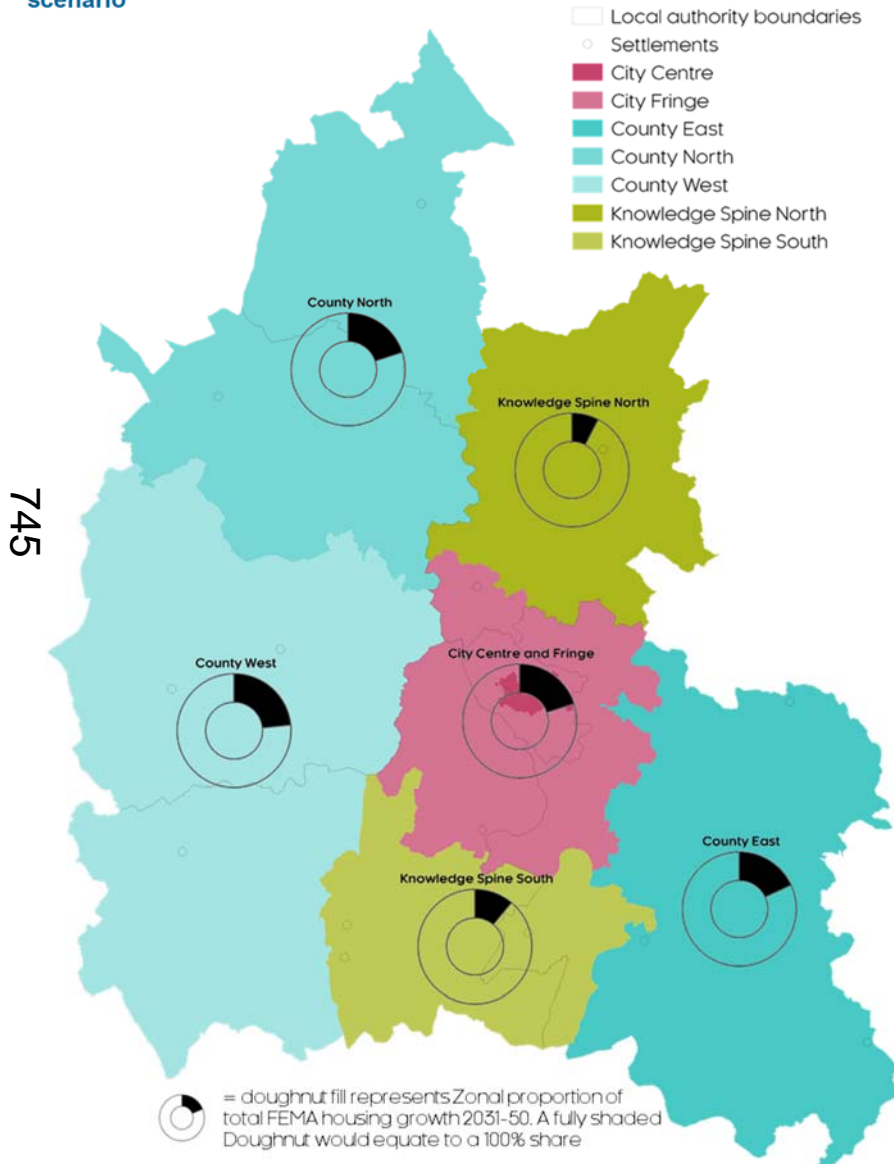 scenario
Local authority boundaries
Settlements
City Centre
City Fringe
County East
County North
County West
Knowledge Spine North
Knowledge Spine South
County North
Knowledge Spine North
745
County West
City Centre and Fringe
County East
Knowledge Spine South
= doughnut fill represents Zonal proportion of
total FEMA housing growth 2031-50. A fully shaded
Doughnut would equate to a 100% share